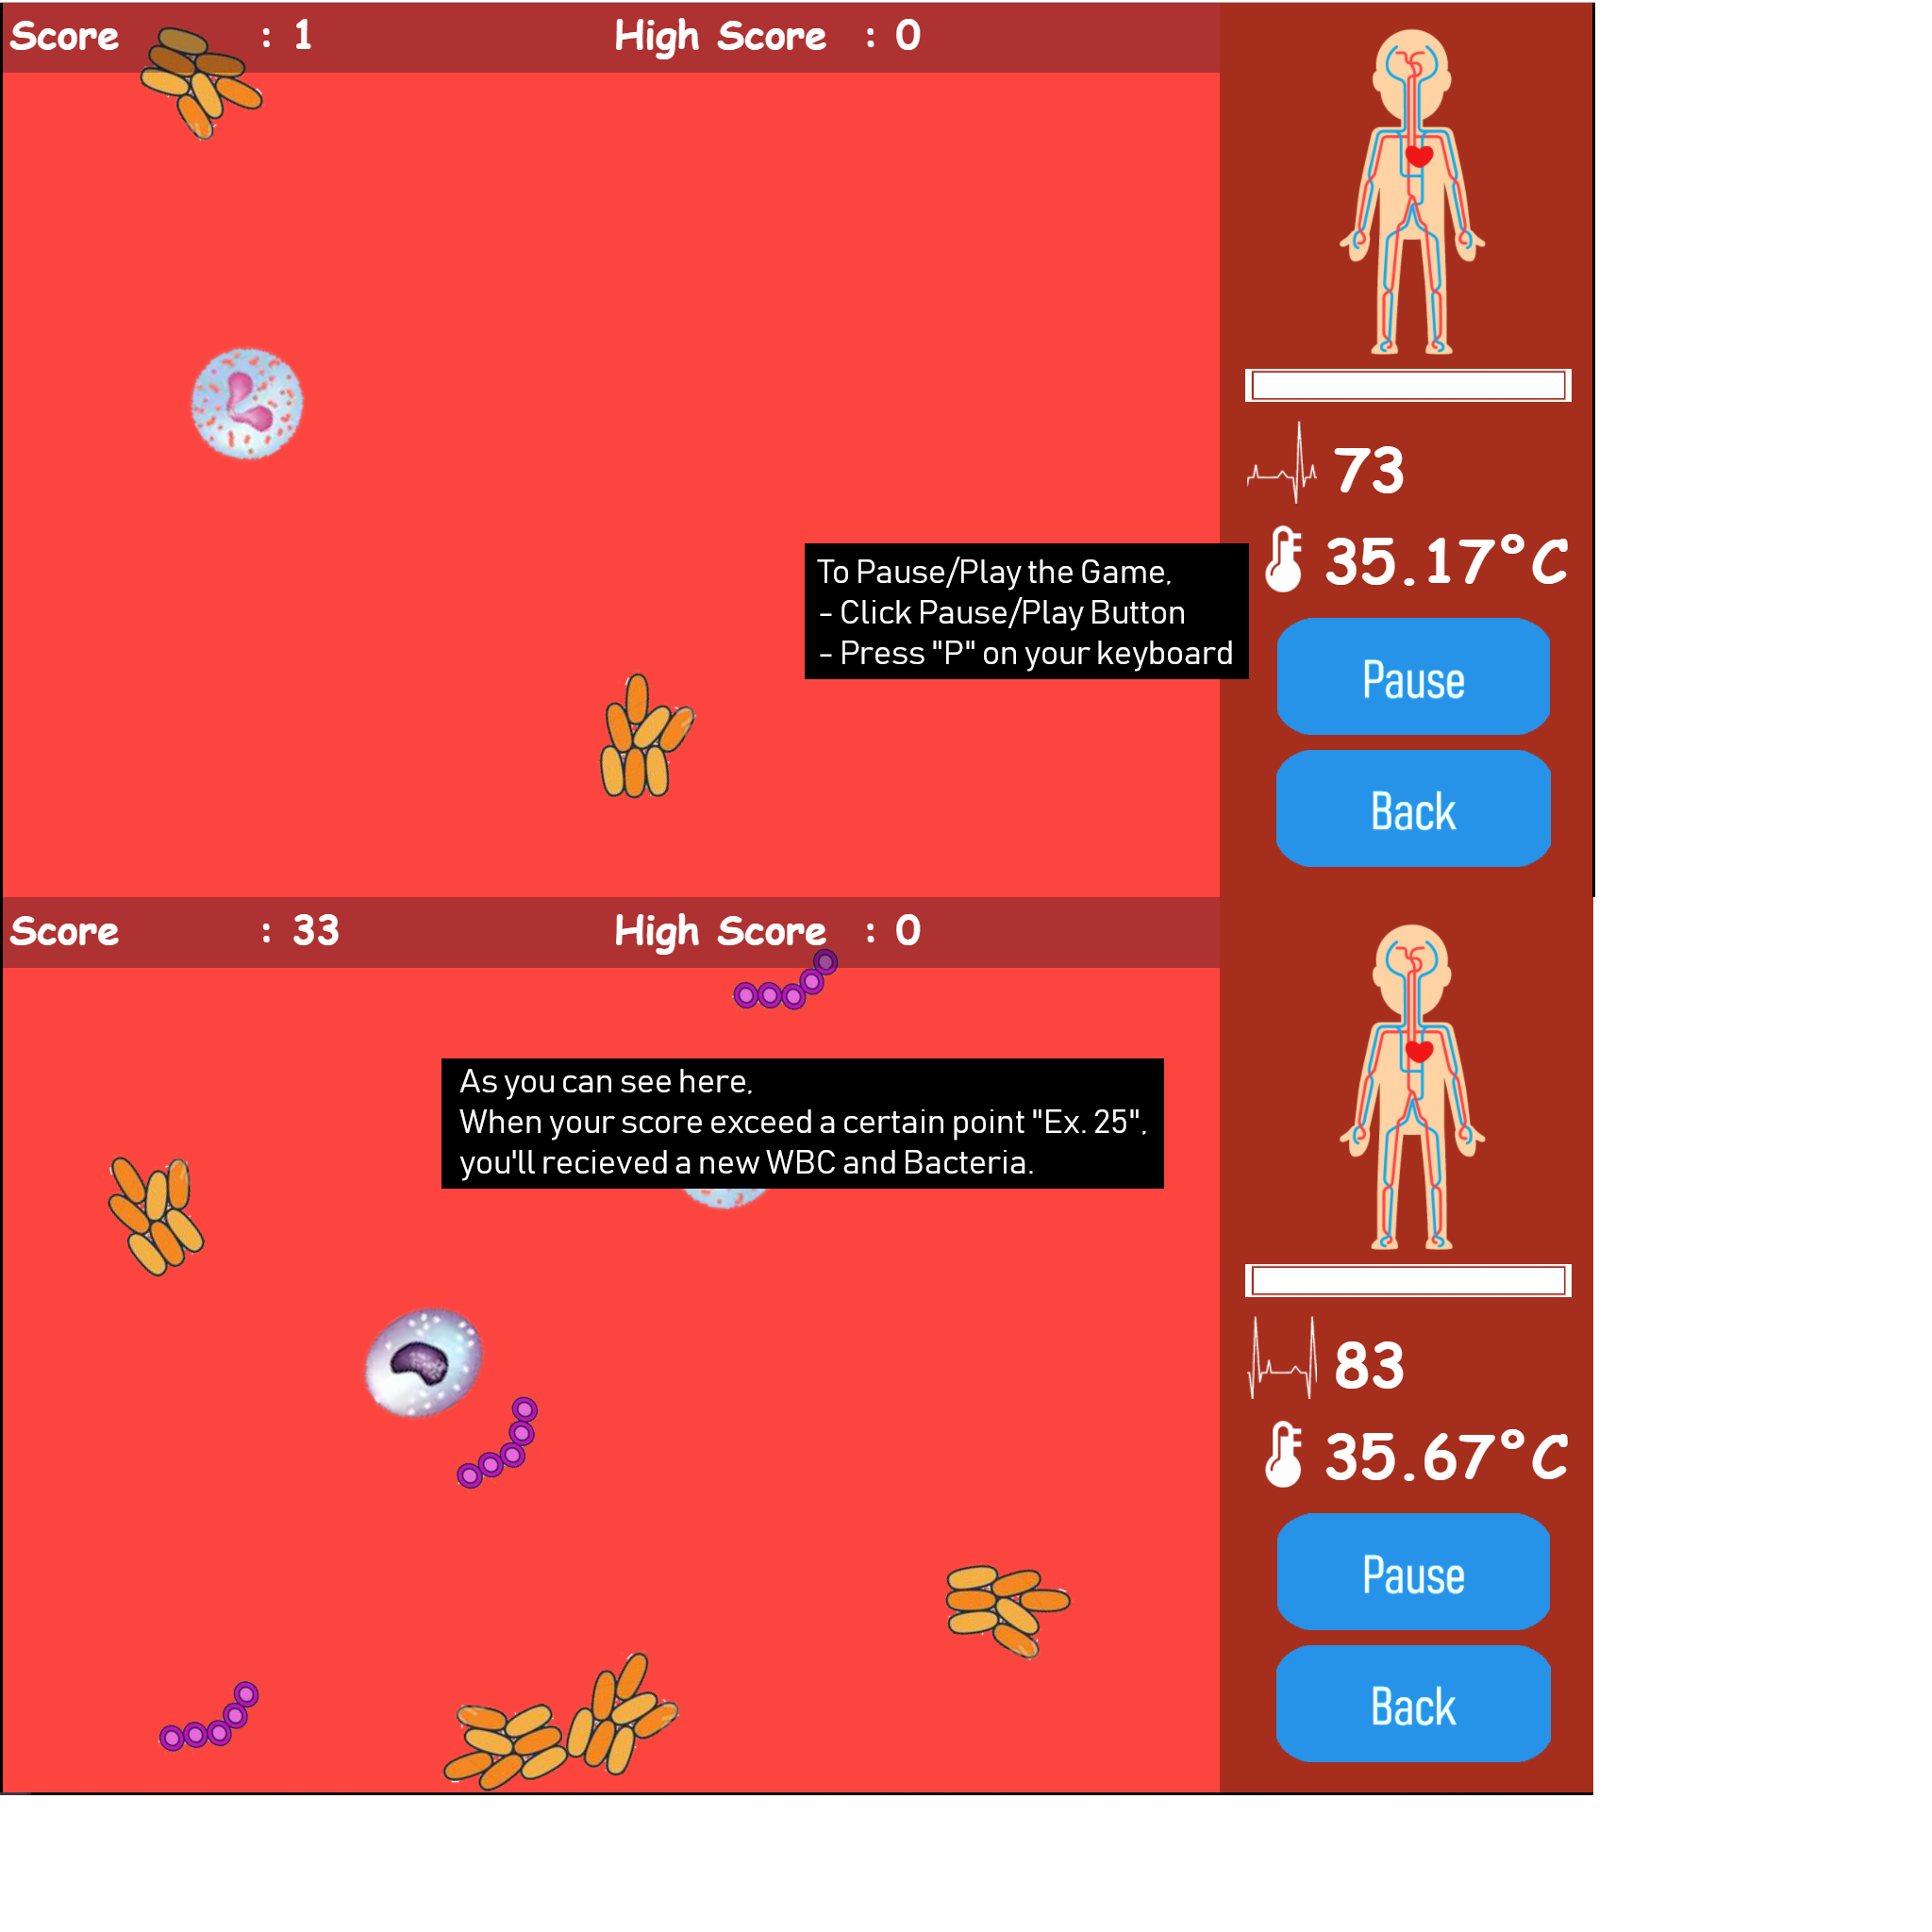 Score : 1 High Score : 0
73
35.17°C
To Pause/Play the Game,
- Click Pause/Play Button
- Press "P" on your keyboard
Pause
Back
Score : 33 High Score : 0
As you can see here,
When your score exceed a certain point "Ex. 25",
you'll recieved a new WBC and Bacteria.
83
35.67°C
Pause
Back